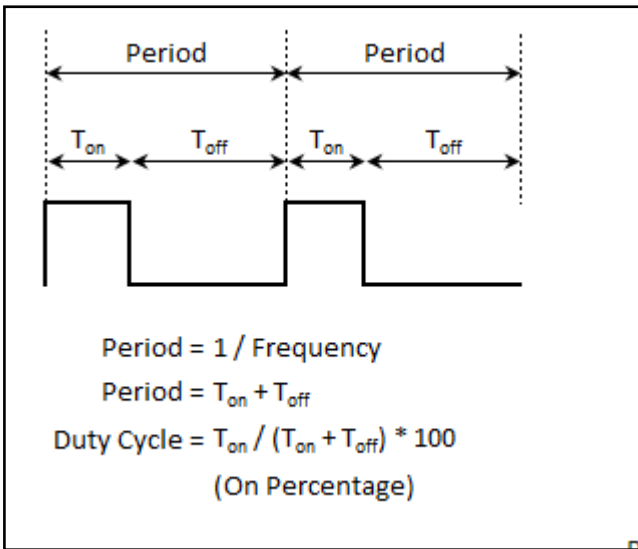 Period Period
Ton Toff Ton Toff
Period = 1 / Frequency
Period = Ton + Toff
Duty Cycle = Ton / (Ton + Toff) * 100
(On Percentage)